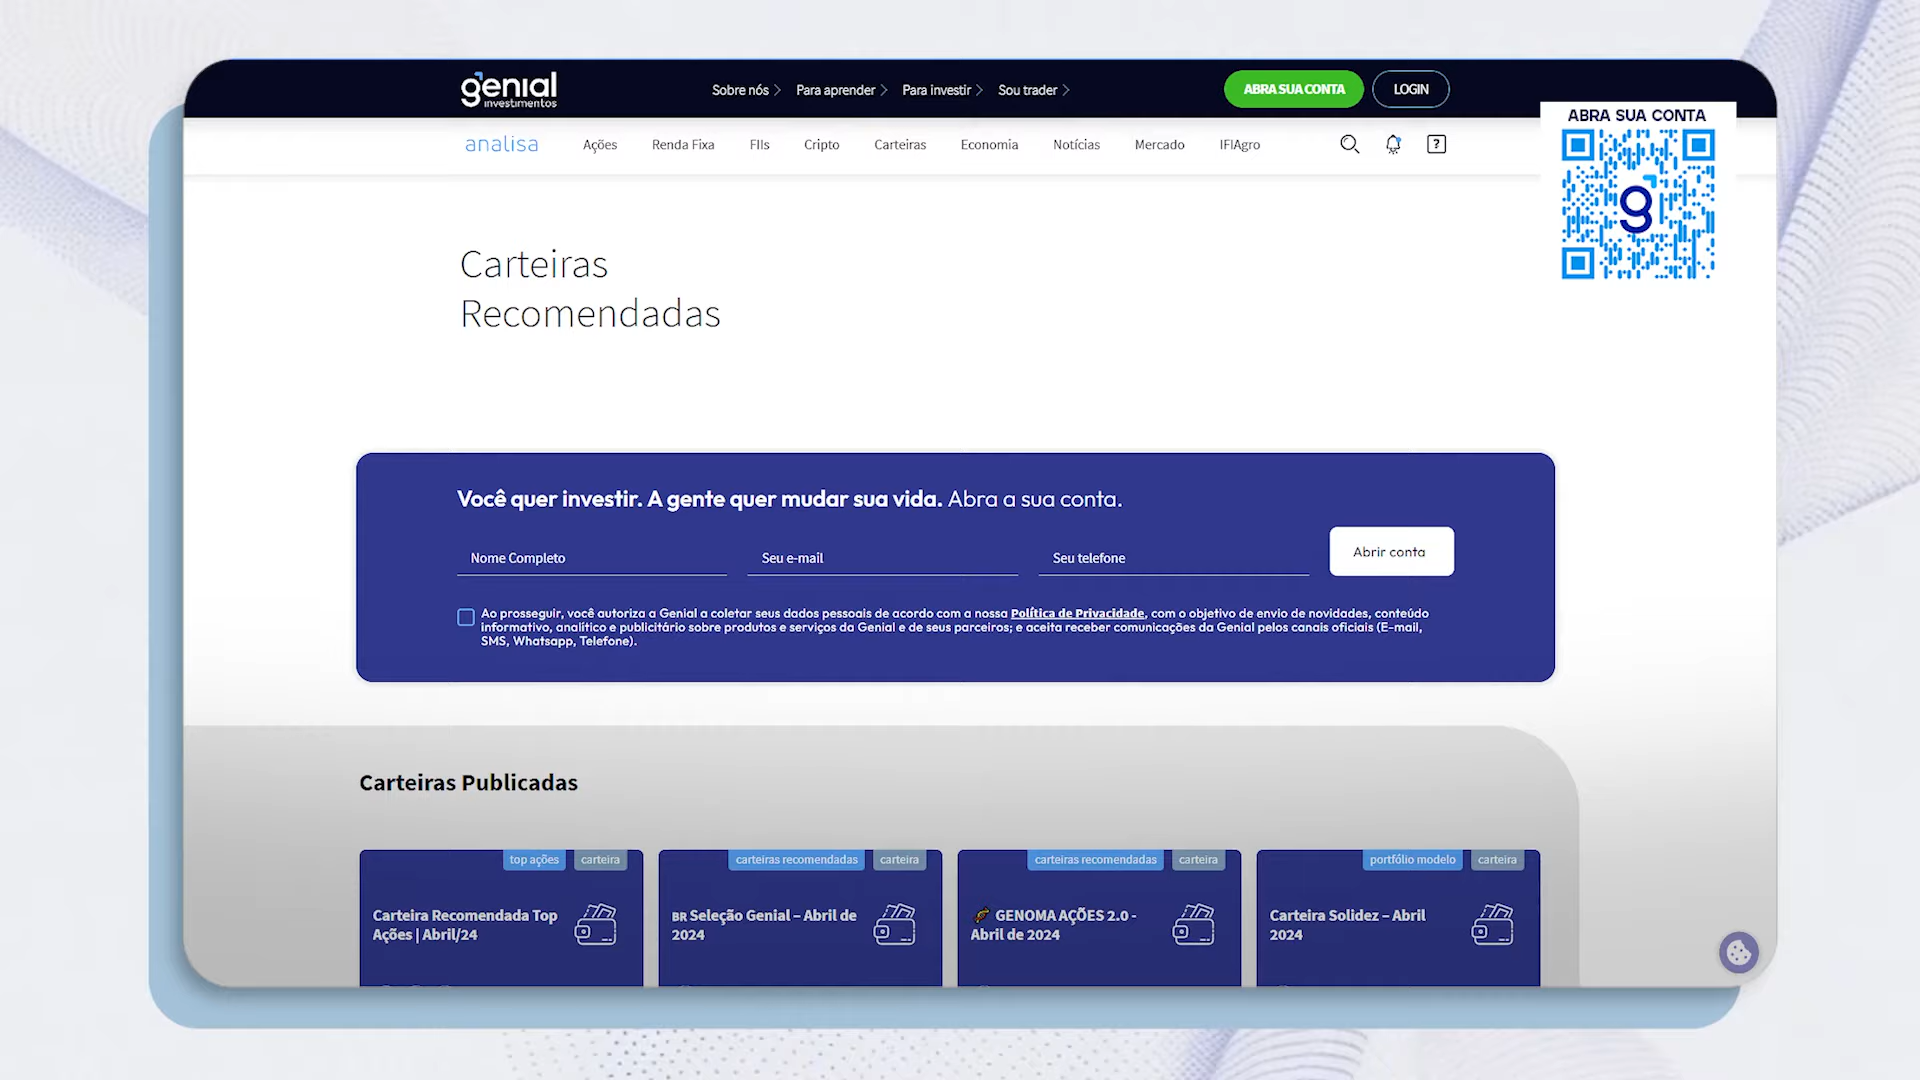 genial
investimentos
Sobre nós
Para aprender
Para investir
Sou trader
ABRA SUA CONTA
LOGIN
ABRA SUA CONTA
analisa
Ações
Renda Fixa
FIIs
Cripto
Carteiras
Economia
Notícias
Mercado
IFIAgro
?
g
Carteiras
Recomendadas
Você quer investir. A gente quer mudar sua vida. Abra a sua conta.
Nome Completo
Seu e-mail
Seu telefone
Abrir conta
Ao prosseguir, você autoriza a Genial a coletar seus dados pessoais de acordo com a nossa Política de Privacidade, com o objetivo de envio de novidades, conteúdo
informativo, analítico e publicitário sobre produtos e serviços da Genial e de seus parceiros; e aceita receber comunicações da Genial pelos canais oficiais (E-mail,
SMS, Whatsapp, Telefone).
Carteiras Publicadas
top ações
carteira
Carteira Recomendada Top
Ações | Abril/24
carteiras recomendadas
carteira
BR Seleção Genial – Abril de
2024
carteiras recomendadas
carteira
GENOMA AÇÕES 2.0 -
Abril de 2024
portfólio modelo
carteira
Carteira Solidez – Abril
2024